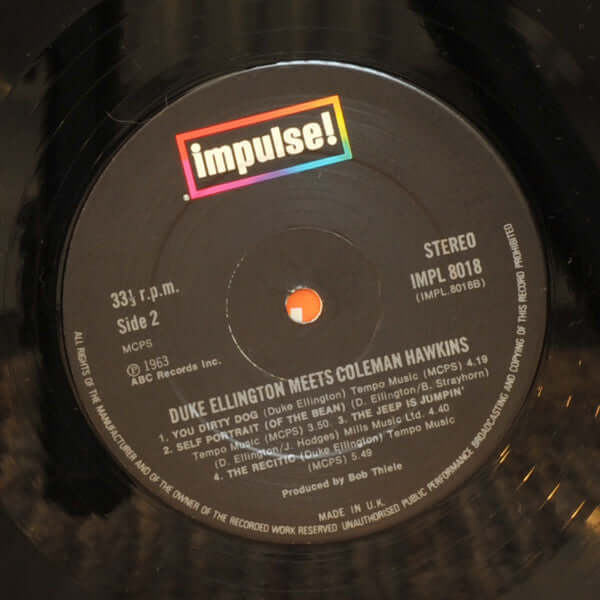 impulse!
®
33⅓ r.p.m.
Side 2
MCPS
Ⓟ 1963
ABC Records Inc.
STEREO
IMPL 8018
(IMPL.8018B)
DUKE ELLINGTON MEETS COLEMAN HAWKINS
1. YOU DIRTY DOG (Duke Ellington) Tempo Music (MCPS) 4.19
2. SELF PORTRAIT (OF THE BEAN) (D. Ellington/B. Strayhorn)
Tempo Music (MCPS) 3.50. 3. THE JEEP IS JUMPIN'
(D. Ellington/J. Hodges) Mills Music Ltd. 4.40
4. THE RECITIC (Duke Ellington) Tempo Music
(MCPS) 5.49
Produced by Bob Thiele
MADE IN U.K.
ALL RIGHTS OF THE MANUFACTURER AND OF THE OWNER OF THE RECORDED WORK RESERVED UNAUTHORISED PUBLIC PERFORMANCE, BROADCASTING AND COPYING OF THIS RECORD PROHIBITED